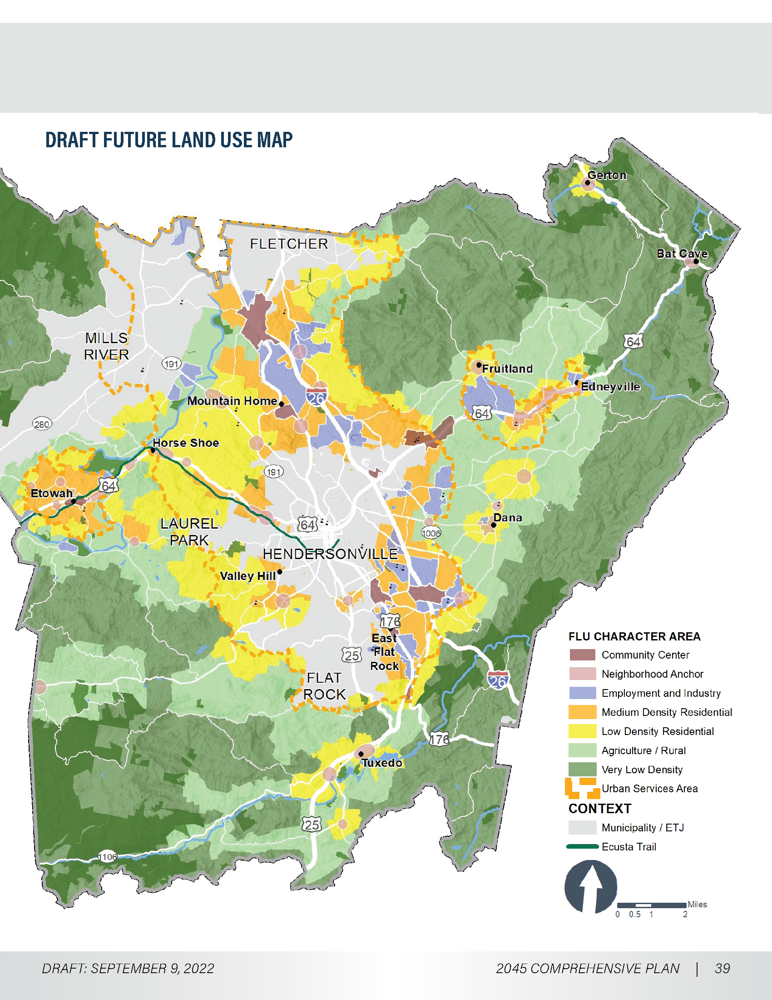 DRAFT FUTURE LAND USE MAP
Gerton
Bat Cave
FLETCHER
MILLS
RIVER
191
64
Fruitland
Edneyville
Mountain Home
26
64
280
Horse Shoe
191
64
Etowah
LAUREL
PARK
64
Dana
1006
HENDERSONVILLE
Valley Hill
176
East
Flat
Rock
25
FLAT
ROCK
26
176
Tuxedo
25
1106
FLU CHARACTER AREA
Community Center
Neighborhood Anchor
Employment and Industry
Medium Density Residential
Low Density Residential
Agriculture / Rural
Very Low Density
Urban Services Area
CONTEXT
Municipality / ETJ
Ecusta Trail
Miles
0 0.5 1 2
DRAFT: SEPTEMBER 9, 2022
2045 COMPREHENSIVE PLAN | 39